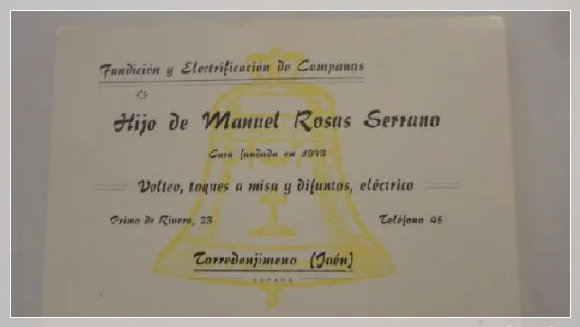 Fundición y Electrificación de Campanas
Hijo de Manuel Rosas Serrano
Casa fundada en 1848
Volteo, toques a misa y difuntos, eléctrico
Primo de Rivera, 23 Teléfono 45
Torredonjimeno (Jaén)
ESPAÑA